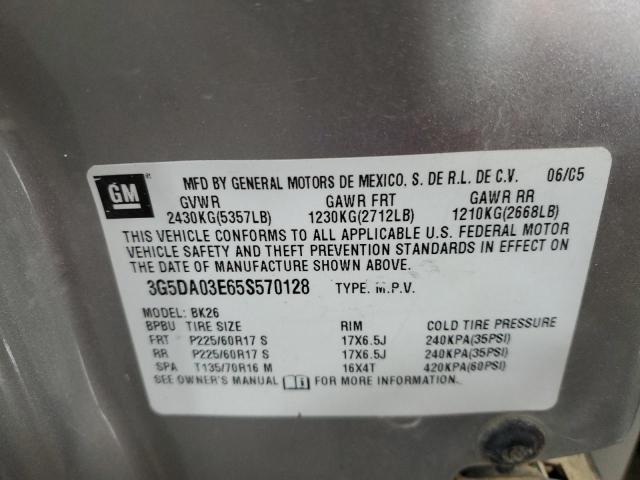 GM
MFD BY GENERAL MOTORS DE MEXICO, S. DE R.L. DE C.V. 06/05
GVWR GAWR FRT GAWR RR
2430KG(5357LB) 1230KG(2712LB) 1210KG(2668LB)
THIS VEHICLE CONFORMS TO ALL APPLICABLE U.S. FEDERAL MOTOR
VEHICLE SAFETY AND THEFT PREVENTION STANDARDS IN EFFECT ON
THE DATE OF MANUFACTURE SHOWN ABOVE.
3G5DA03E65S570128 TYPE. M.P.V.
MODEL: BK26
BPBU TIRE SIZE RIM COLD TIRE PRESSURE
FRT P225/60R17 S 17X6.5J 240KPA(35PSI)
RR P225/60R17 S 17X6.5J 240KPA(35PSI)
SPA T135/70R16 M 16X4T 420KPA(60PSI)
SEE OWNER'S MANUAL FOR MORE INFORMATION.